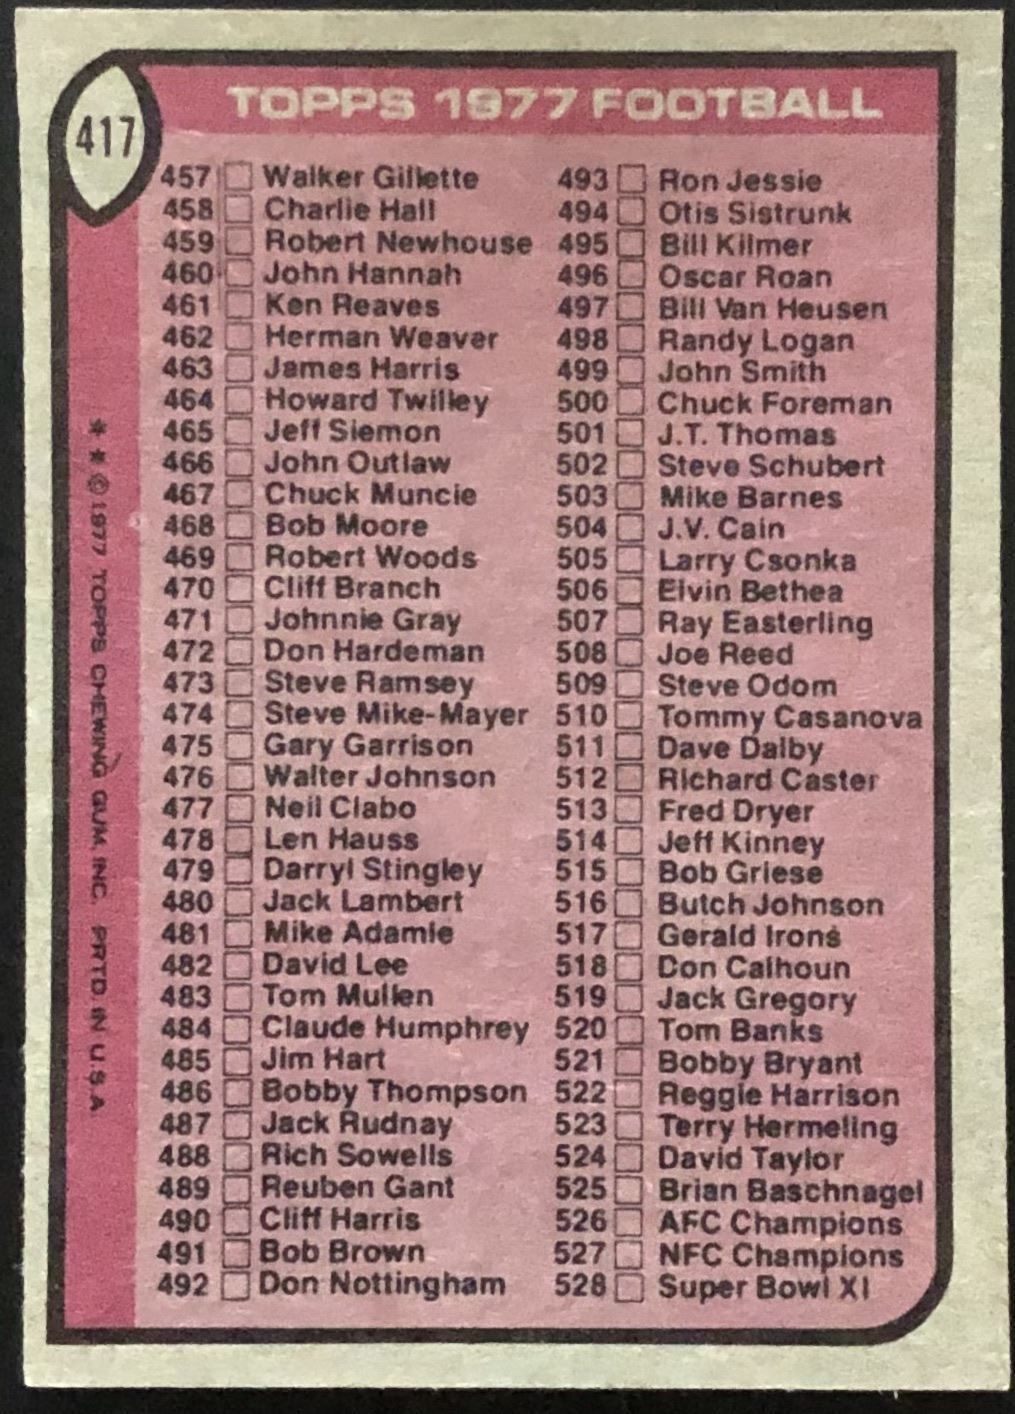 417
TOPPS 1977 FOOTBALL
457 Walker Gillette
458 Charlie Hall
459 Robert Newhouse
460 John Hannah
461 Ken Reaves
462 Herman Weaver
463 James Harris
464 Howard Twilley
465 Jeff Siemon
466 John Outlaw
467 Chuck Muncie
468 Bob Moore
469 Robert Woods
470 Cliff Branch
471 Johnnie Gray
472 Don Hardeman
473 Steve Ramsey
474 Steve Mike-Mayer
475 Gary Garrison
476 Walter Johnson
477 Neil Clabo
478 Len Hauss
479 Darryl Stingley
480 Jack Lambert
481 Mike Adamle
482 David Lee
483 Tom Mullen
484 Claude Humphrey
485 Jim Hart
486 Bobby Thompson
487 Jack Rudnay
488 Rich Sowells
489 Reuben Gant
490 Cliff Harris
491 Bob Brown
492 Don Nottingham
493 Ron Jessie
494 Otis Sistrunk
495 Bill Kilmer
496 Oscar Roan
497 Bill Van Heusen
498 Randy Logan
499 John Smith
500 Chuck Foreman
501 J.T. Thomas
502 Steve Schubert
503 Mike Barnes
504 J.V. Cain
505 Larry Csonka
506 Elvin Bethea
507 Ray Easterling
508 Joe Reed
509 Steve Odom
510 Tommy Casanova
511 Dave Dalby
512 Richard Caster
513 Fred Dryer
514 Jeff Kinney
515 Bob Griese
516 Butch Johnson
517 Gerald Irons
518 Don Calhoun
519 Jack Gregory
520 Tom Banks
521 Bobby Bryant
522 Reggie Harrison
523 Terry Hermeling
524 David Taylor
525 Brian Baschnagel
526 AFC Champions
527 NFC Champions
528 Super Bowl XI
**©1977 TOPPS CHEWING GUM, INC. PRTD. IN U.S.A